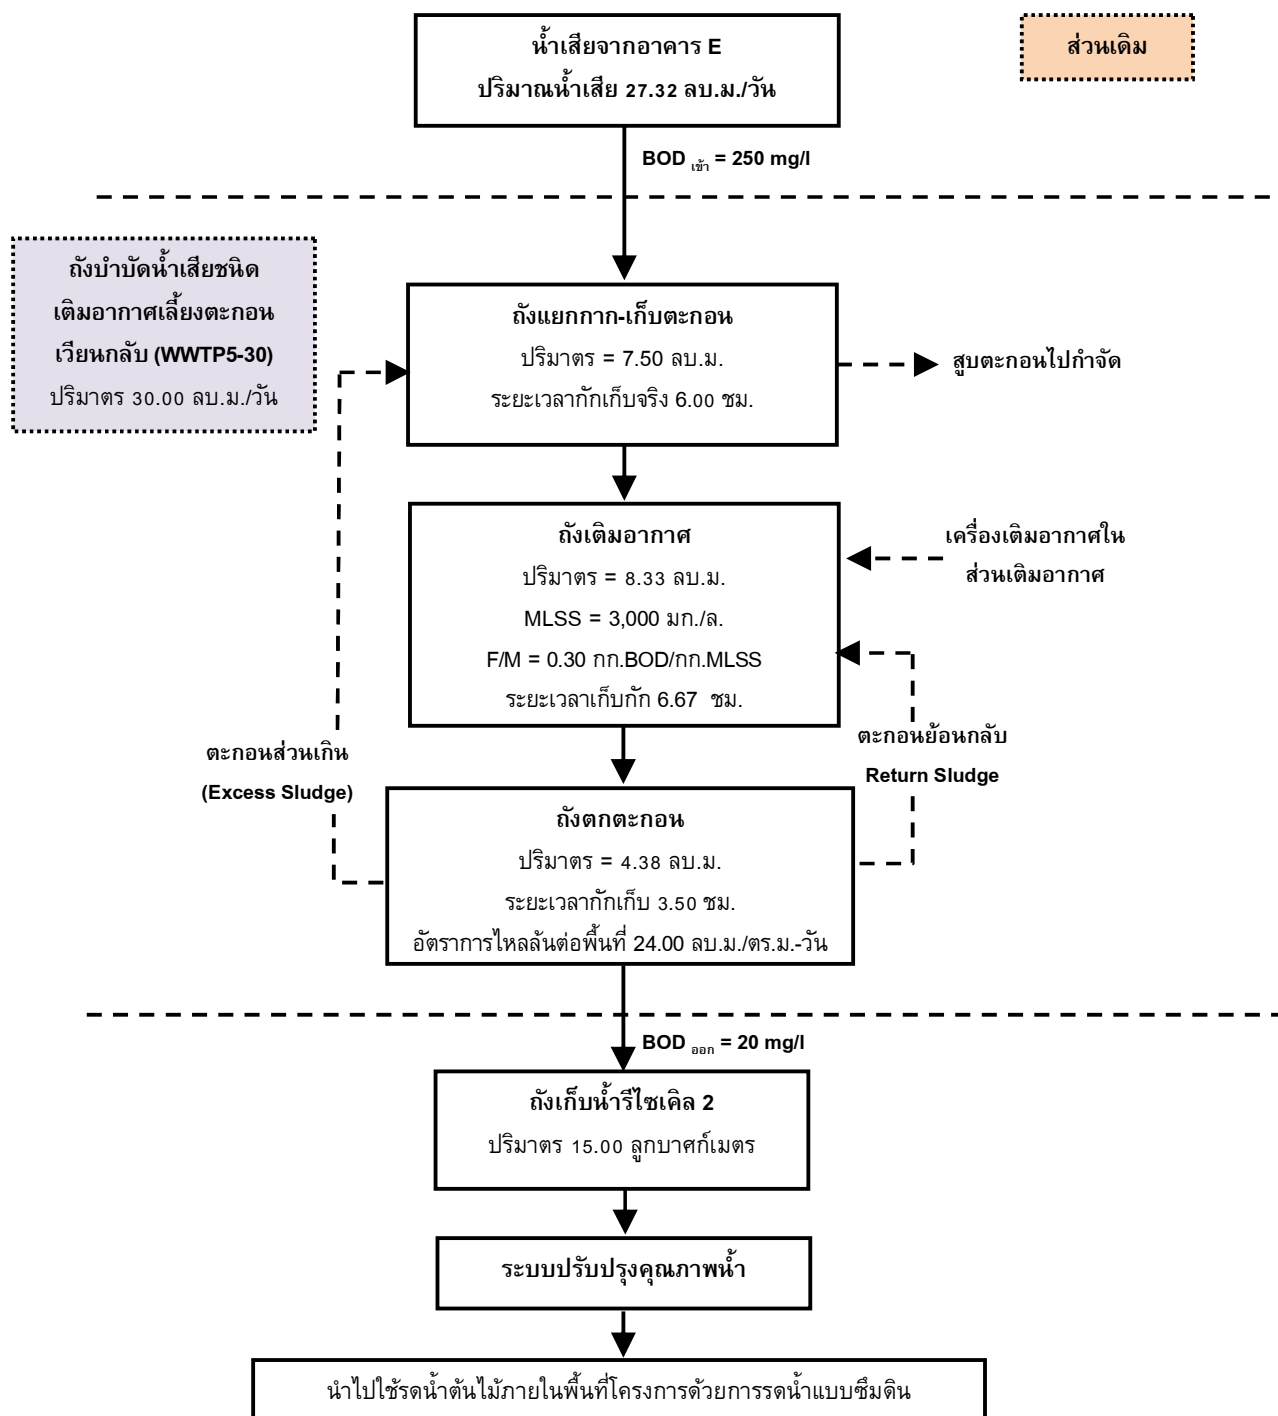 น้ำเสียจากอาคาร E
ปริมาณน้ำเสีย 27.32 ลบ.ม./วัน
ส่วนเดิม
BOD เข้า = 250 mg/l
ถังบำบัดน้ำเสียชนิด
เติมอากาศเลี้ยงตะกอน
เวียนกลับ (WWTP5-30)
ปริมาตร 30.00 ลบ.ม./วัน
ถังแยกกาก-เก็บตะกอน
ปริมาตร = 7.50 ลบ.ม.
ระยะเวลากักเก็บจริง 6.00 ชม.
สูบตะกอนไปกำจัด
ถังเติมอากาศ
ปริมาตร = 8.33 ลบ.ม.
MLSS = 3,000 มก./ล.
F/M = 0.30 กก.BOD/กก.MLSS
ระยะเวลาเก็บกัก 6.67 ชม.
เครื่องเติมอากาศใน
ส่วนเติมอากาศ
ตะกอนส่วนเกิน
(Excess Sludge)
ตะกอนย้อนกลับ
Return Sludge
ถังตกตะกอน
ปริมาตร = 4.38 ลบ.ม.
ระยะเวลากักเก็บ 3.50 ชม.
อัตราการไหลล้นต่อพื้นที่ 24.00 ลบ.ม./ตร.ม.-วัน
BOD ออก = 20 mg/l
ถังเก็บน้ำรีไซเคิล 2
ปริมาตร 15.00 ลูกบาศก์เมตร
ระบบปรับปรุงคุณภาพน้ำ
นำไปใช้รดน้ำต้นไม้ภายในพื้นที่โครงการด้วยการรดน้ำแบบซึมดิน